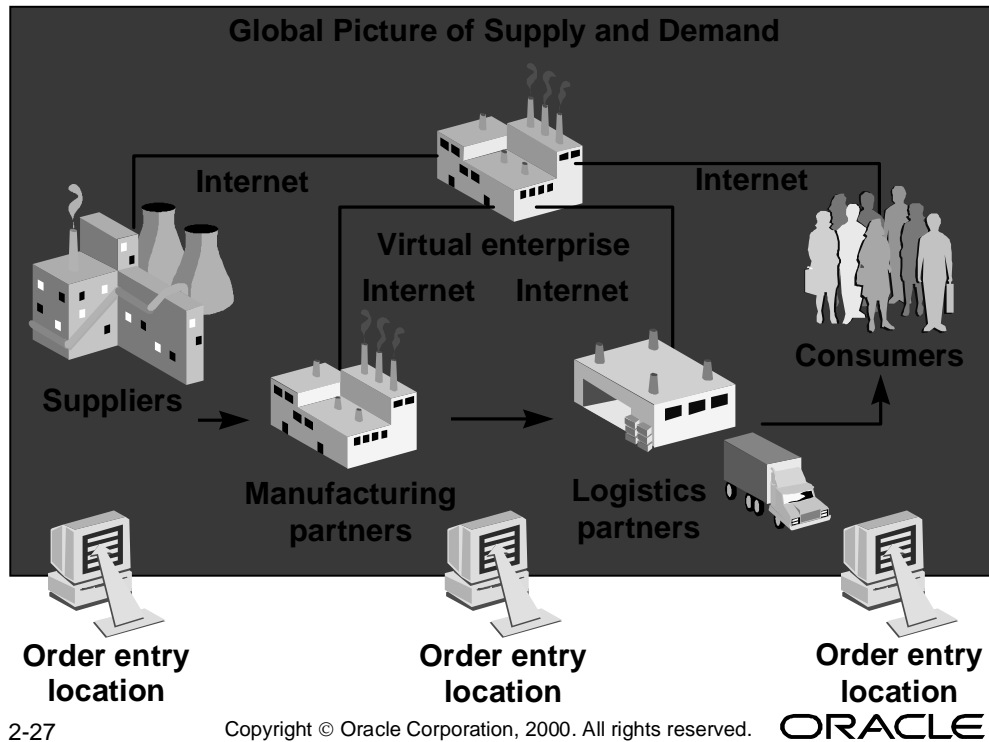 Global Picture of Supply and Demand
Internet
Internet
Virtual enterprise
Internet Internet
Consumers
Suppliers
Manufacturing
partners
Logistics
partners
Order entry
location
Order entry
location
Order entry
location
2-27
Copyright © Oracle Corporation, 2000. All rights reserved.
ORACLE